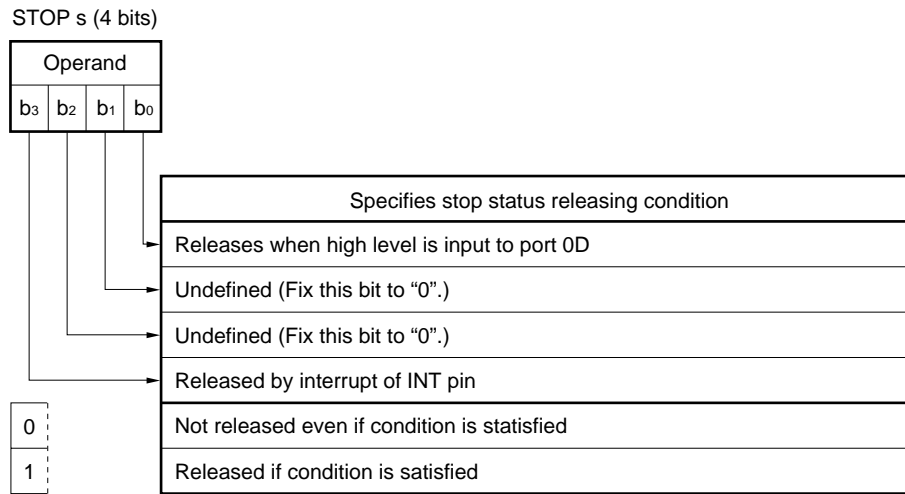 STOP s (4 bits)
Operand
b3 b2 b1 b0
Specifies stop status releasing condition
Releases when high level is input to port 0D
Undefined (Fix this bit to “0”.)
Undefined (Fix this bit to “0”.)
Released by interrupt of INT pin
0 Not released even if condition is statisfied
1 Released if condition is satisfied